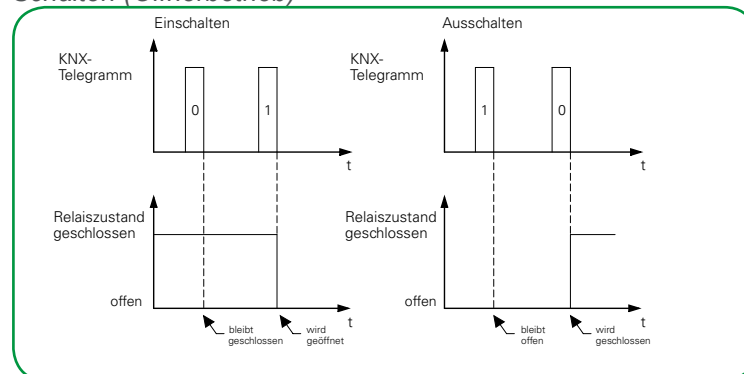 Schalten (Öffnerbetrieb)
Einschalten
KNX-
Telegramm
0
1
t
Relaiszustand
geschlossen
offen
t
bleibt
geschlossen
wird
geöffnet
Ausschalten
KNX-
Telegramm
1
0
t
Relaiszustand
geschlossen
offen
t
bleibt
offen
wird
geschlossen